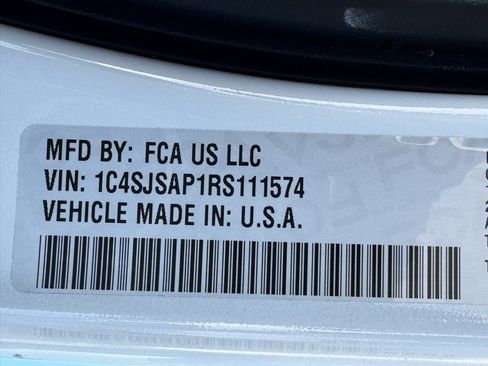 MFD BY: FCA US LLC
VIN: 1C4SJSAP1RS111574
VEHICLE MADE IN: U.S.A.